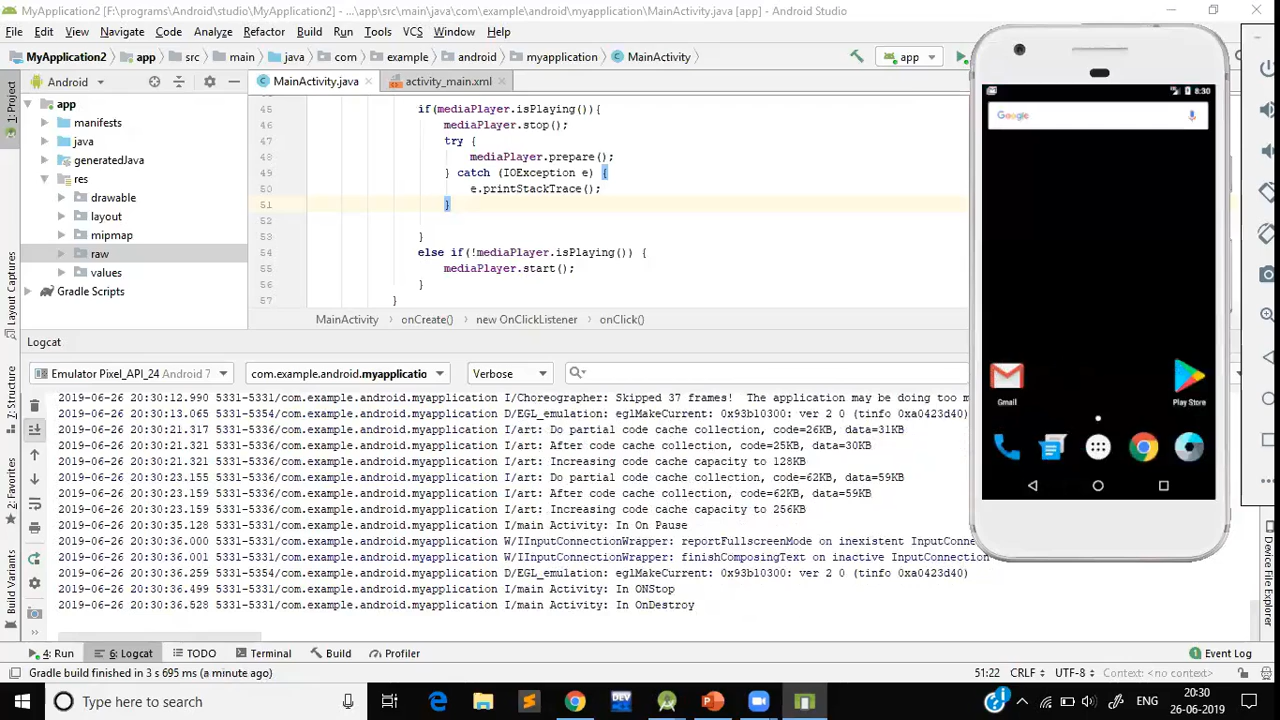 MyApplication2 [F:\programs\Android\studio\MyApplication2] - ...\app\src\main\java\com\example\android\myapplication\MainActivity.java [app] - Android Studio
File Edit View Navigate Code Analyze Refactor Build Run Tools VCS Window Help
MyApplication2 app src main java com example android myapplication MainActivity app
Android MainActivity.java activity_main.xml
1: Project
Layout Captures
Z: Structure
2: Favorites
Build Variants
app
manifests
java
generatedJava
res
drawable
layout
mipmap
raw
values
Gradle Scripts
45 if(mediaPlayer.isPlaying()){
46 mediaPlayer.stop();
47 try {
48 mediaPlayer.prepare();
49 } catch (IOException e) {
50 e.printStackTrace();
51 }
52
53 }
54 else if(!mediaPlayer.isPlaying()) {
55 mediaPlayer.start();
56 }
57 }
MainActivity onCreate() new OnClickListener onClick()
Logcat
Emulator Pixel_API_24 Android 7 com.example.android.myapplicatio Verbose
2019-06-26 20:30:12.990 5331-5331/com.example.android.myapplication I/Choreographer: Skipped 37 frames! The application may be doing too m
2019-06-26 20:30:13.065 5331-5354/com.example.android.myapplication D/EGL_emulation: eglMakeCurrent: 0x93b10300: ver 2 0 (tinfo 0xa0423d40)
2019-06-26 20:30:21.317 5331-5336/com.example.android.myapplication I/art: Do partial code cache collection, code=26KB, data=31KB
2019-06-26 20:30:21.321 5331-5336/com.example.android.myapplication I/art: After code cache collection, code=25KB, data=30KB
2019-06-26 20:30:21.321 5331-5336/com.example.android.myapplication I/art: Increasing code cache capacity to 128KB
2019-06-26 20:30:23.155 5331-5336/com.example.android.myapplication I/art: Do partial code cache collection, code=62KB, data=59KB
2019-06-26 20:30:23.159 5331-5336/com.example.android.myapplication I/art: After code cache collection, code=62KB, data=59KB
2019-06-26 20:30:23.159 5331-5336/com.example.android.myapplication I/art: Increasing code cache capacity to 256KB
2019-06-26 20:30:35.128 5331-5331/com.example.android.myapplication I/main Activity: In On Pause
2019-06-26 20:30:36.000 5331-5331/com.example.android.myapplication W/IInputConnectionWrapper: reportFullscreenMode on inexistent InputConne
2019-06-26 20:30:36.001 5331-5331/com.example.android.myapplication W/IInputConnectionWrapper: finishComposingText on inactive InputConnection
2019-06-26 20:30:36.259 5331-5354/com.example.android.myapplication D/EGL_emulation: eglMakeCurrent: 0x93b10300: ver 2 0 (tinfo 0xa0423d40)
2019-06-26 20:30:36.499 5331-5331/com.example.android.myapplication I/main Activity: In ONStop
2019-06-26 20:30:36.528 5331-5331/com.example.android.myapplication I/main Activity: In OnDestroy
8:30
Google
Gmail Play Store
Device File Explorer
4: Run 6: Logcat TODO Terminal Build Profiler 1 Event Log
Gradle build finished in 3 s 695 ms (a minute ago) 51:22 CRLF UTF-8 Context: <no context>
Type here to search DEV ENG 20:30
26-06-2019